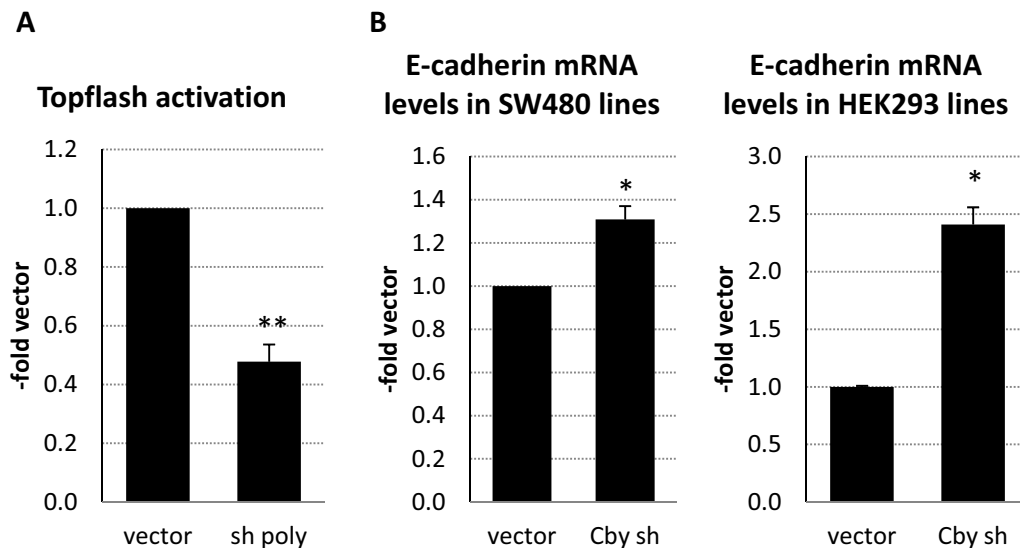 A
Topflash activation
-fold vector
1.2
1.0
0.8
0.6
0.4
0.2
0.0
**
vector sh poly
B
E-cadherin mRNA
levels in SW480 lines
-fold vector
1.6
1.4
1.2
1.0
0.8
0.6
0.4
0.2
0.0
*
vector Cby sh
E-cadherin mRNA
levels in HEK293 lines
-fold vector
3.0
2.5
2.0
1.5
1.0
0.5
0.0
*
vector Cby sh